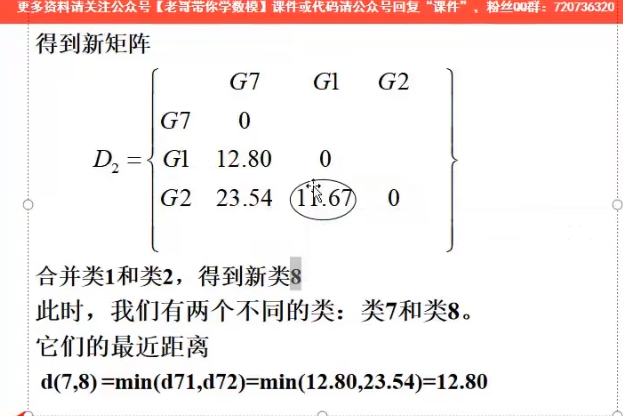 更多资料请关注公众号【老哥带你学数模】课件或代码请公众号回复“课件”，粉丝QQ群：720736320
得到新矩阵
G7 G1 G2
G7 0
D2 = G1 12.80 0
G2 23.54 11.67 0
合并类1和类2，得到新类8
此时，我们有两个不同的类：类7和类8。
它们的最近距离
d(7,8) =min(d71,d72)=min(12.80,23.54)=12.80